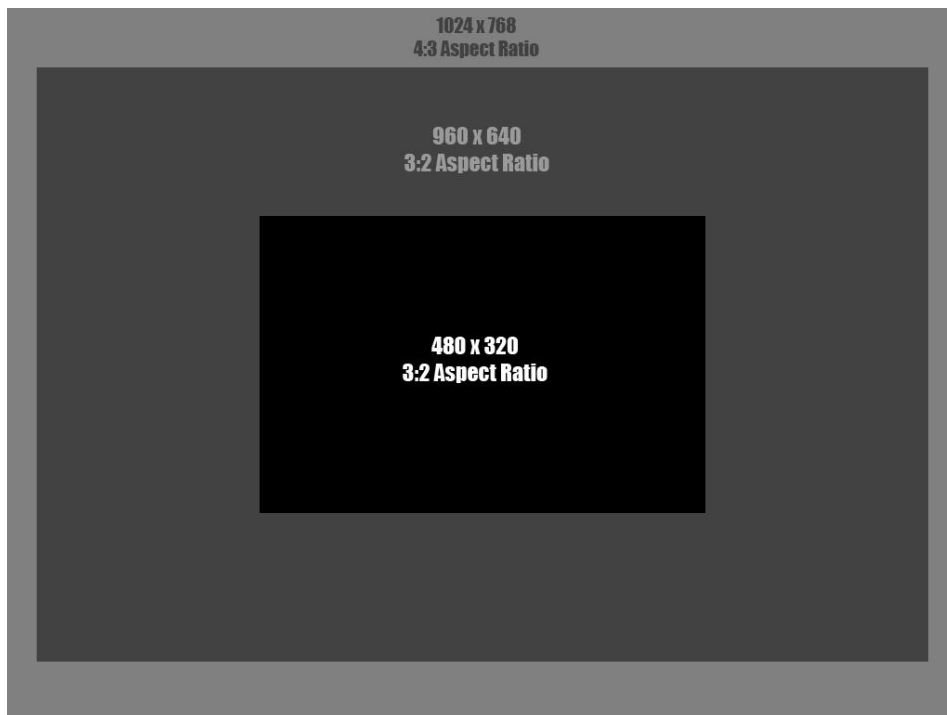 1024 x 768
4:3 Aspect Ratio
960 x 640
3:2 Aspect Ratio
480 x 320
3:2 Aspect Ratio